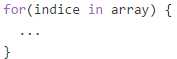 for(indice in array) {
  ...
}